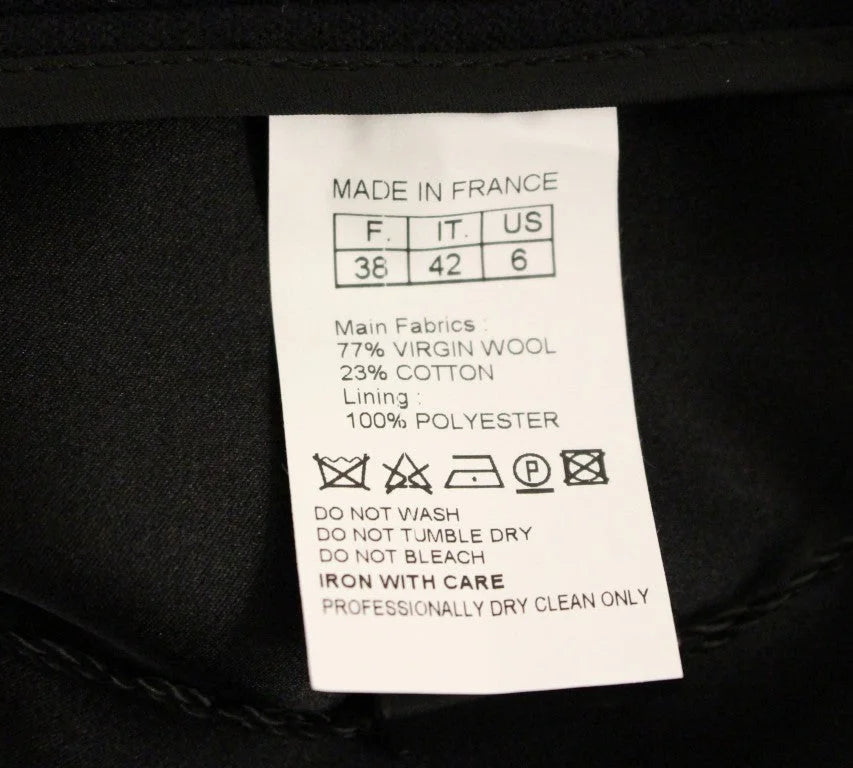 MADE IN FRANCE
F. IT. US
38 42 6
Main Fabrics :
77% VIRGIN WOOL
23% COTTON
Lining :
100% POLYESTER
P
DO NOT WASH
DO NOT TUMBLE DRY
DO NOT BLEACH
IRON WITH CARE
PROFESSIONALLY DRY CLEAN ONLY